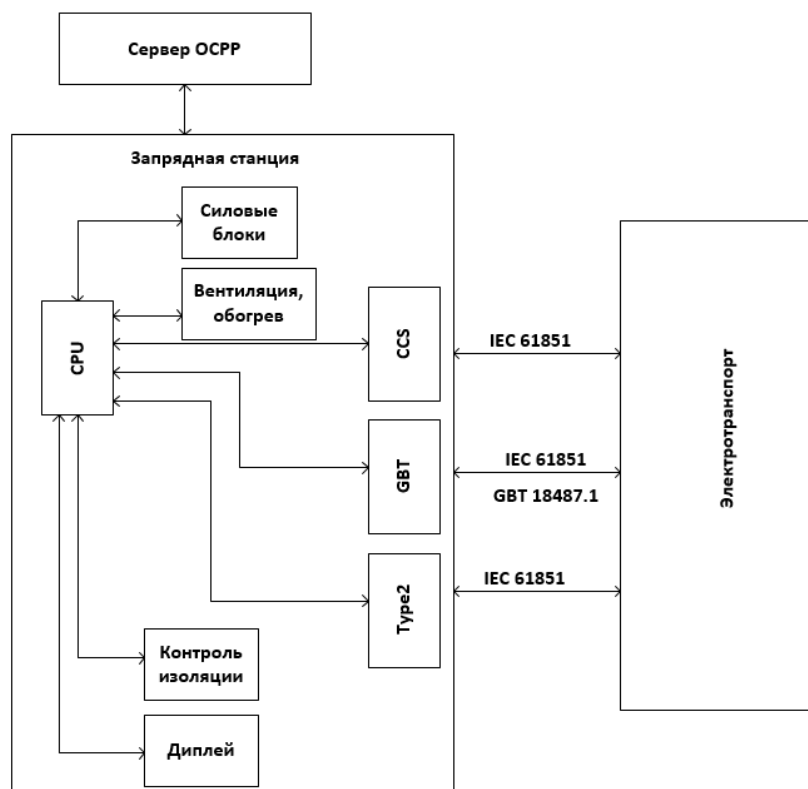 Сервер OCPP
Запрядная станция
Силовые
блоки
Вентиляция,
обогрев
CPU
CCS
IEC 61851
GBT
IEC 61851
GBT 18487.1
Type2
IEC 61851
Электротранспорт
Контроль
изоляции
Диплей